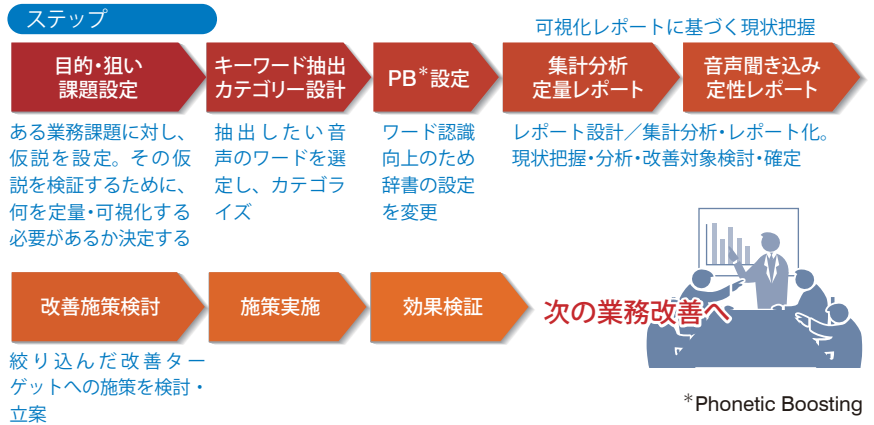 ステップ
可視化レポートに基づく現状把握
目的・狙い
課題設定
キーワード抽出
カテゴリー設計
PB＊設定
集計分析
定量レポート
音声聞き込み
定性レポート
ある業務課題に対し、
仮説を設定。その仮
説を検証するために、
何を定量・可視化する
必要があるか決定する
抽出したい音
声のワードを選
定し、カテゴラ
イズ
ワード認識
向上のため
辞書の設定
を変更
レポート設計／集計分析・レポート化。
現状把握・分析・改善対象検討・確定
改善施策検討
施策実施
効果検証
次の業務改善へ
絞り込んだ改善ター
ゲットへの施策を検討・
立案
＊Phonetic Boosting